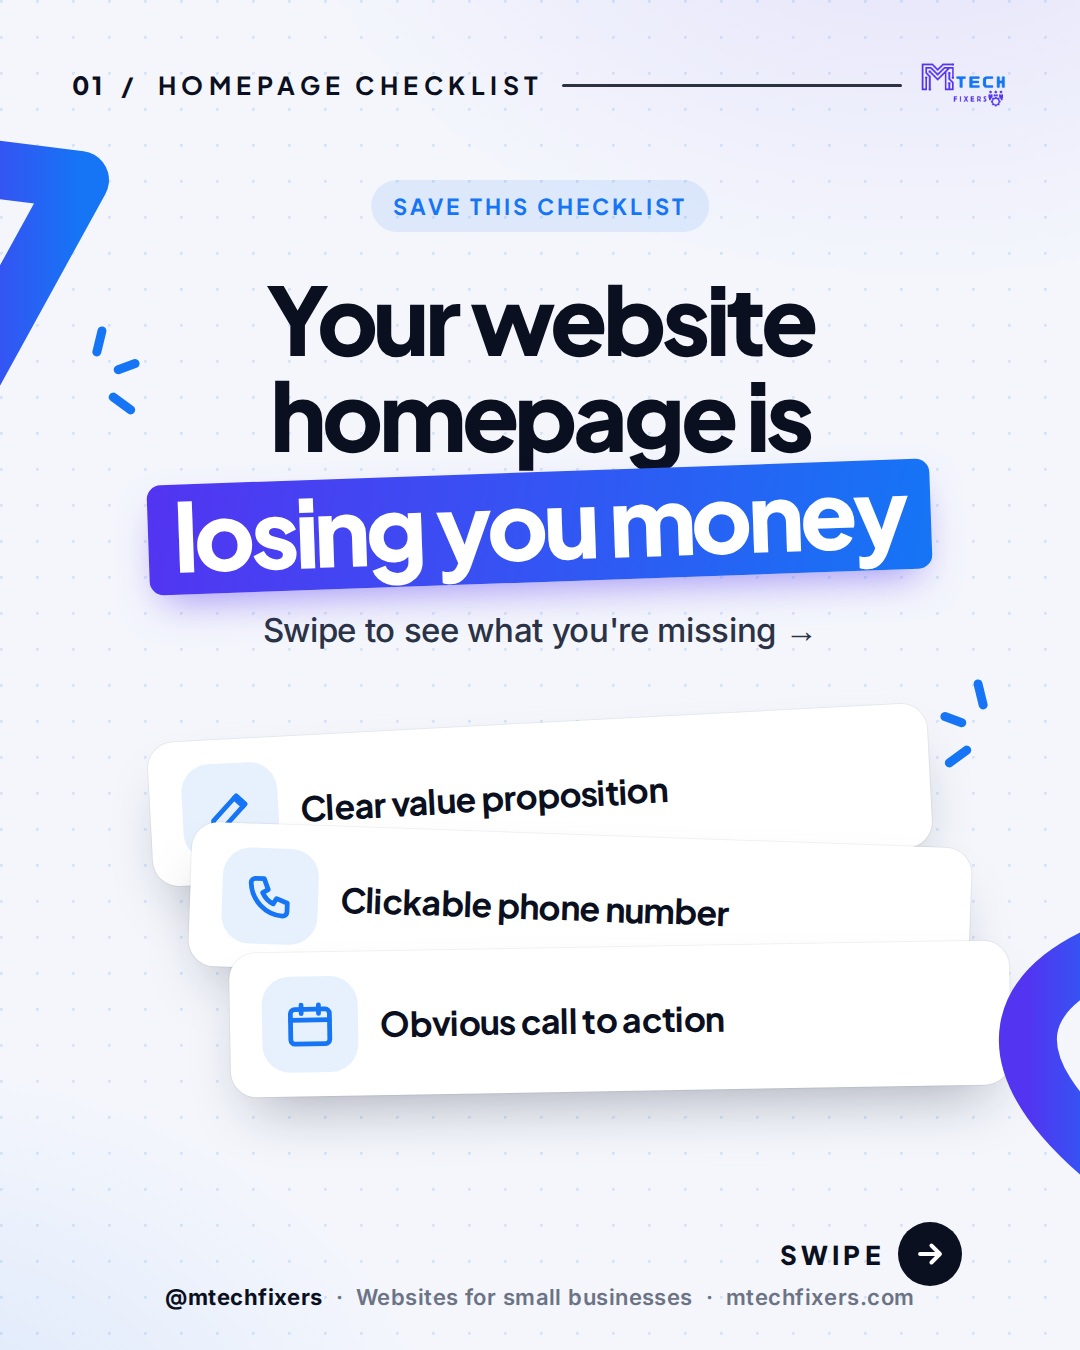 01 / HOMEPAGE CHECKLIST
MTECH
FIXERS
SAVE THIS CHECKLIST
Your website
homepage is
losing you money
Swipe to see what you're missing →
Clear value proposition
Clickable phone number
Obvious call to action
SWIPE
@mtechfixers · Websites for small businesses · mtechfixers.com